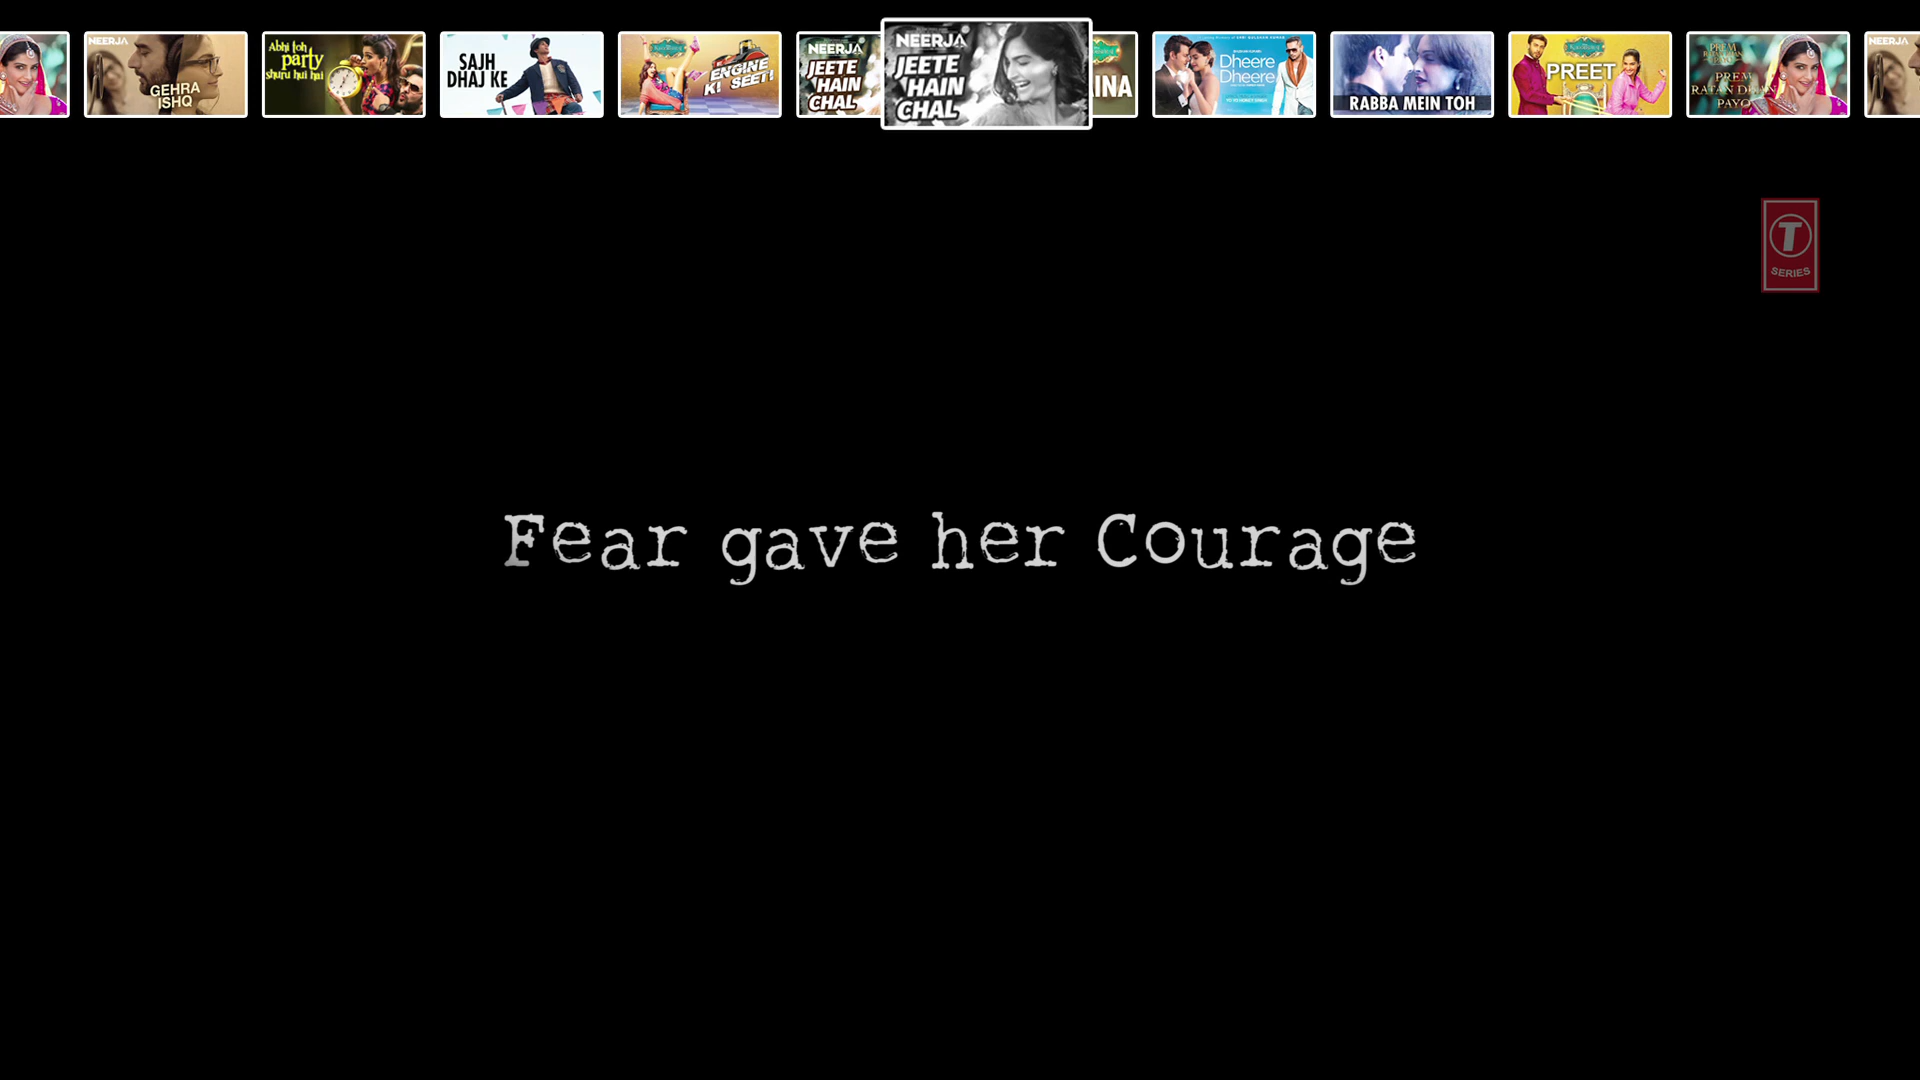 NEERJA
GEHRA
ISHQ
Abhi toh
party
shuru hui hai
SAJH
DHAJ KE
ENGINE
KI SEETI
NEERJA
JEETE
HAIN
CHAL
NEERJA
JEETE
HAIN
CHAL
INA
Dheere
Dheere
RABBA MEIN TOH
PREET
PREM
RATAN DHAN
PAYO
NEERJA
T
SERIES
Fear gave her Courage